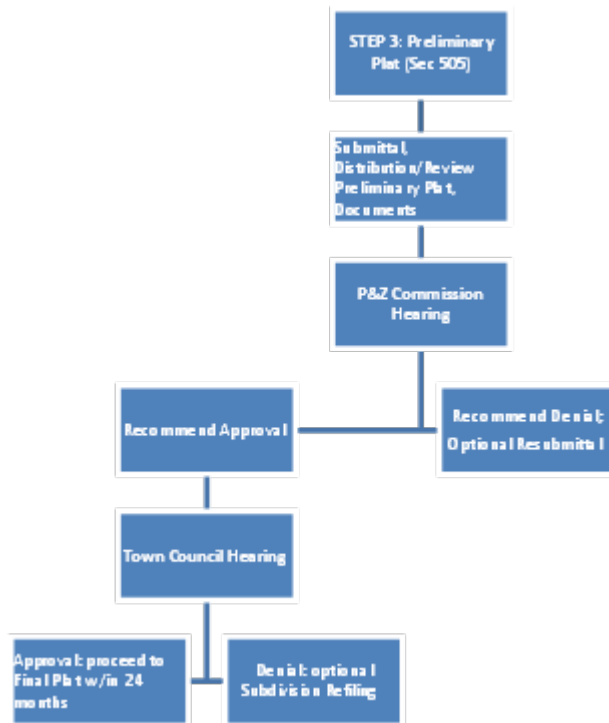 STEP 3: Preliminary
Plat (Sec 505)
Submittal,
Distribution/Review
Preliminary Plat,
Documents
P&Z Commission
Hearing
Recommend Approval
Recommend Denial;
Optional Resubmittal
Town Council Hearing
Approval: proceed to
Final Plat w/in 24
months
Denial: optional
Subdivision Refiling